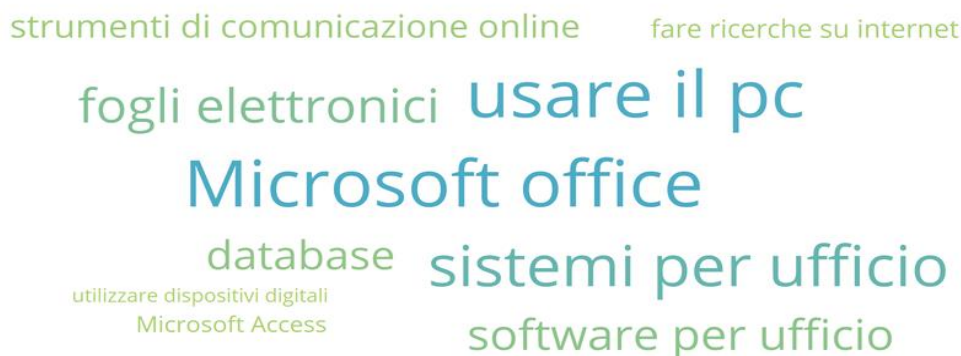 strumenti di comunicazione online
fare ricerche su internet
fogli elettronici
usare il pc
Microsoft office
database
sistemi per ufficio
utilizzare dispositivi digitali
Microsoft Access
software per ufficio